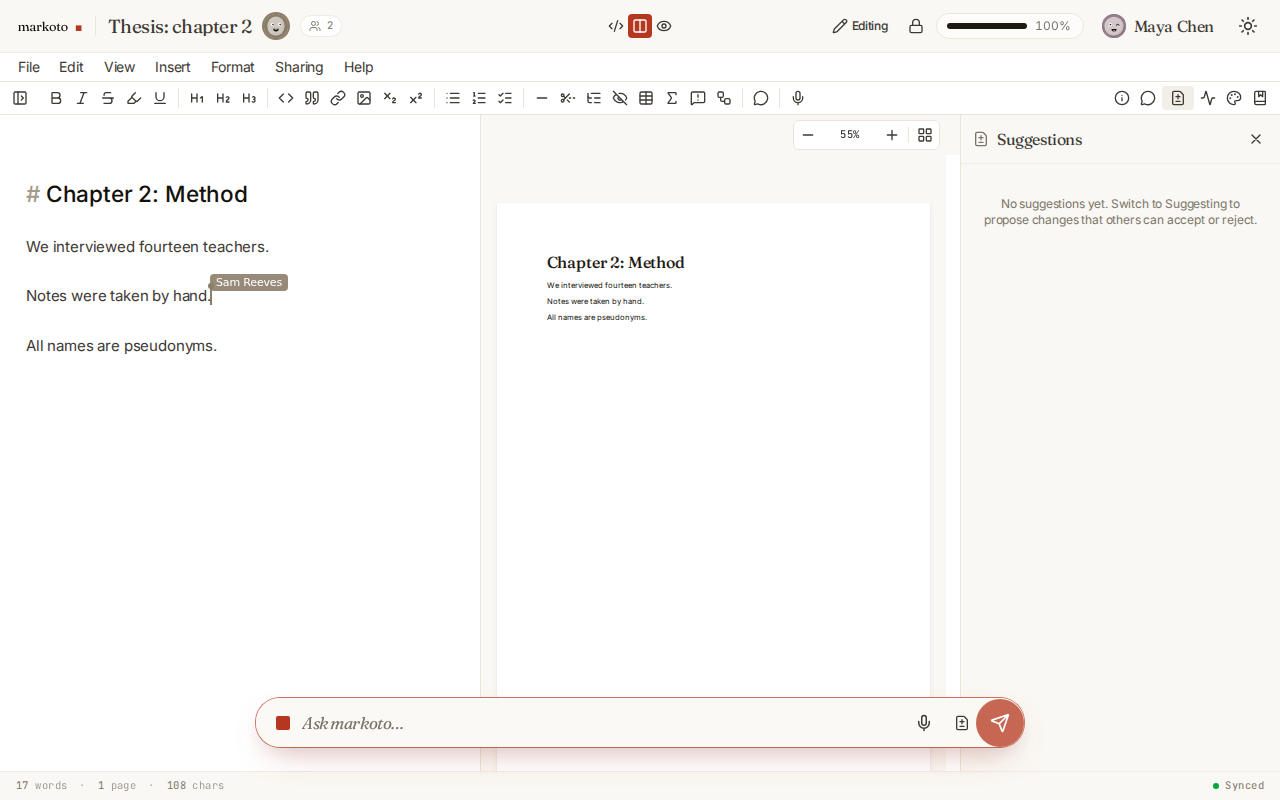 markoto
Thesis: chapter 2
2
Editing
100%
Maya Chen
File Edit View Insert Format Sharing Help
H1 H2 H3
55%
Suggestions
No suggestions yet. Switch to Suggesting to
propose changes that others can accept or reject.
# Chapter 2: Method
We interviewed fourteen teachers.
Sam Reeves
Notes were taken by hand.
All names are pseudonyms.
Chapter 2: Method
We interviewed fourteen teachers.
Notes were taken by hand.
All names are pseudonyms.
Ask markoto...
17 words · 1 page · 108 chars
Synced